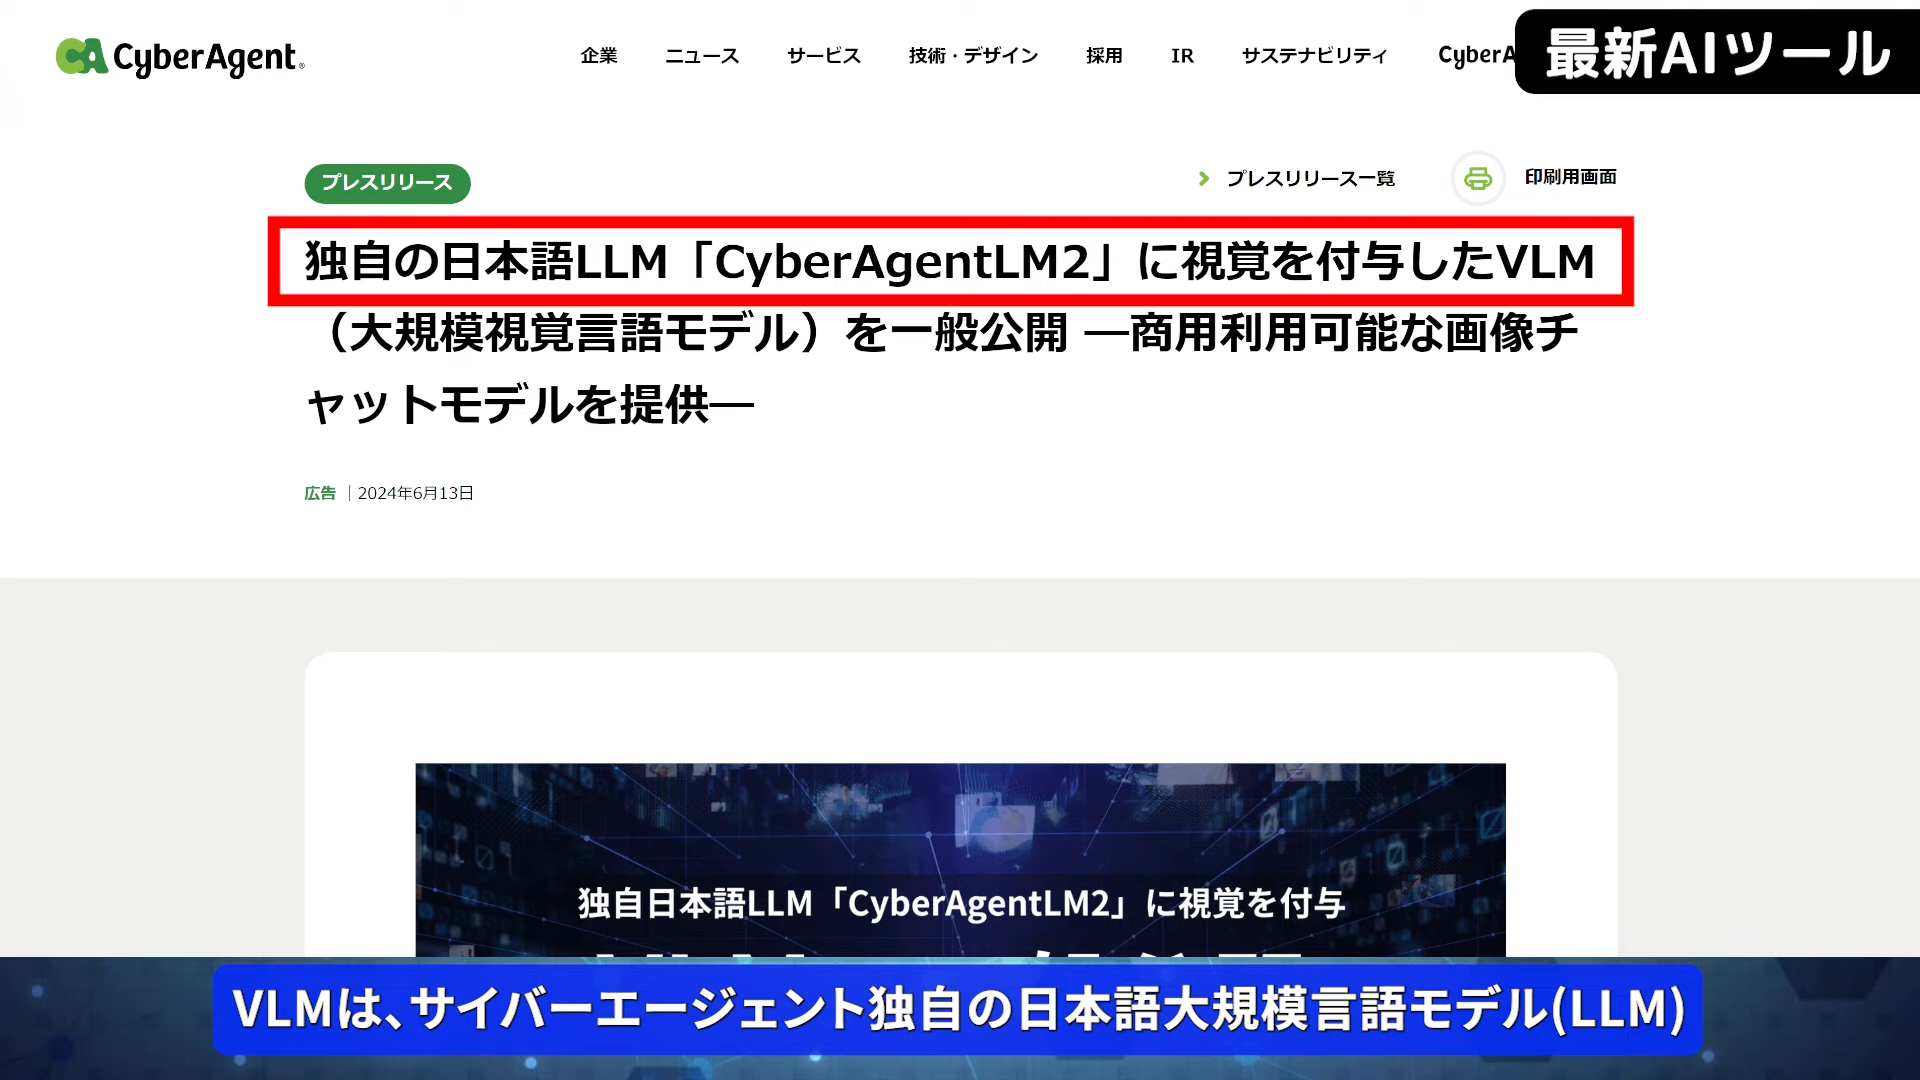 CyberAgent
企業 ニュース サービス 技術・デザイン 採用 IR サステナビリティ CyberA
最新AIツール
プレスリリース
プレスリリース一覧 印刷用画面
独自の日本語LLM「CyberAgentLM2」に視覚を付与したVLM
（大規模視覚言語モデル）を一般公開 ―商用利用可能な画像チ
ャットモデルを提供―
広告 | 2024年6月13日
独自日本語LLM「CyberAgentLM2」に視覚を付与
VLMは、サイバーエージェント独自の日本語大規模言語モデル(LLM)